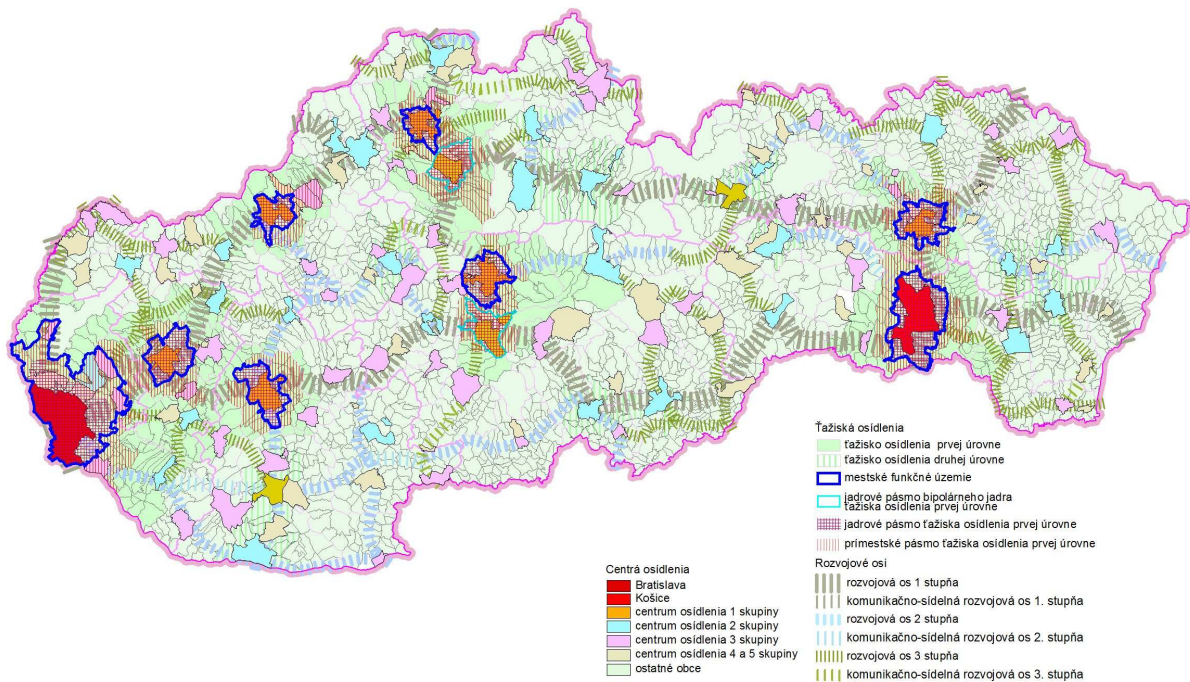 Ťažiská osídlenia
ťažisko osídlenia prvej úrovne
ťažisko osídlenia druhej úrovne
mestské funkčné územie
jadrové pásmo bipolárneho jadra
ťažiska osídlenia prvej úrovne
jadrové pásmo ťažiska osídlenia prvej úrovne
prímestské pásmo ťažiska osídlenia prvej úrovne
Centrá osídlenia
Bratislava
Košice
centrum osídlenia 1 skupiny
centrum osídlenia 2 skupiny
centrum osídlenia 3 skupiny
centrum osídlenia 4 a 5 skupiny
ostatné obce
Rozvojové osi
rozvojová os 1 stupňa
komunikačno-sídelná rozvojová os 1. stupňa
rozvojová os 2 stupňa
komunikačno-sídelná rozvojová os 2. stupňa
rozvojová os 3 stupňa
komunikačno-sídelná rozvojová os 3. stupňa